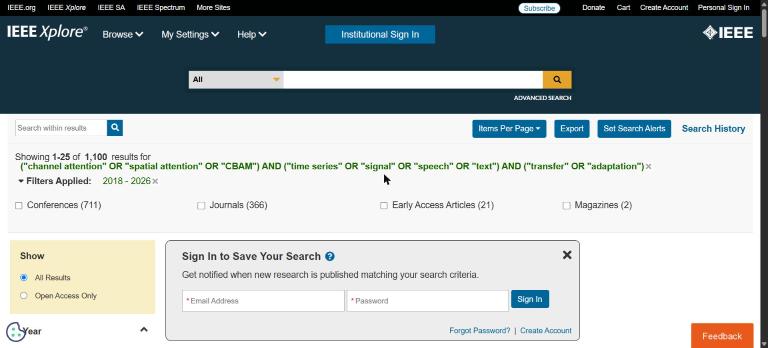 IEEE.org IEEE Xplore IEEE SA IEEE Spectrum More Sites Subscribe Donate Cart Create Account Personal Sign In
IEEE Xplore® Browse My Settings Help Institutional Sign In IEEE
All
ADVANCED SEARCH
Search within results Items Per Page Export Set Search Alerts Search History
Showing 1-25 of 1,100 results for
("channel attention" OR "spatial attention" OR "CBAM") AND ("time series" OR "signal" OR "speech" OR "text") AND ("transfer" OR "adaptation") ×
Filters Applied: 2018 - 2026 ×
Conferences (711) Journals (366) Early Access Articles (21) Magazines (2)
Show
All Results
Open Access Only
Year
Sign In to Save Your Search ?
Get notified when new research is published matching your search criteria.
* Email Address * Password Sign In
Forgot Password? | Create Account
Feedback